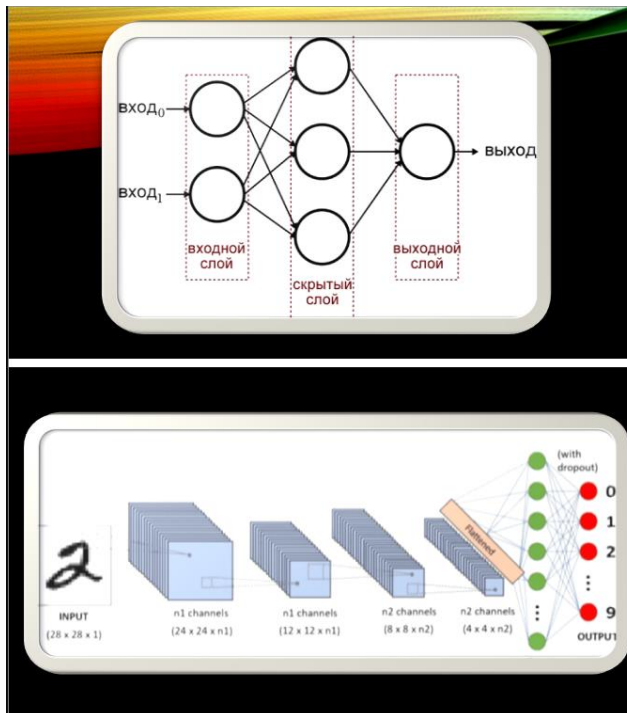 ВХОД0
ВХОД1
ВЫХОД
входной
слой
скрытый
слой
выходной
слой
(with
dropout)
Flattened
0
1
2
9
INPUT
(28 x 28 x 1)
n1 channels
(24 x 24 x n1)
n1 channels
(12 x 12 x n1)
n2 channels
(8 x 8 x n2)
n2 channels
(4 x 4 x n2)
OUTPUT